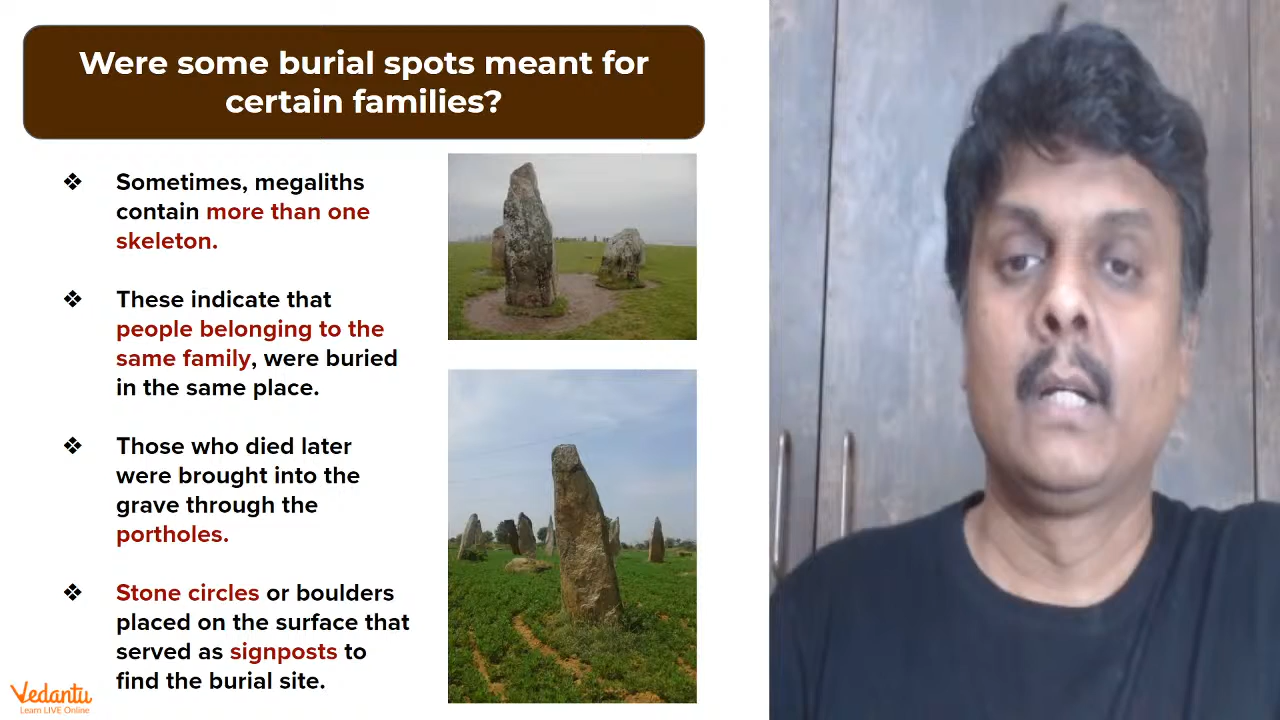 Were some burial spots meant for
certain families?
❖ Sometimes, megaliths
contain more than one
skeleton.
❖ These indicate that
people belonging to the
same family, were buried
in the same place.
❖ Those who died later
were brought into the
grave through the
portholes.
❖ Stone circles or boulders
placed on the surface that
served as signposts to
find the burial site.
Vedantu
Learn LIVE Online